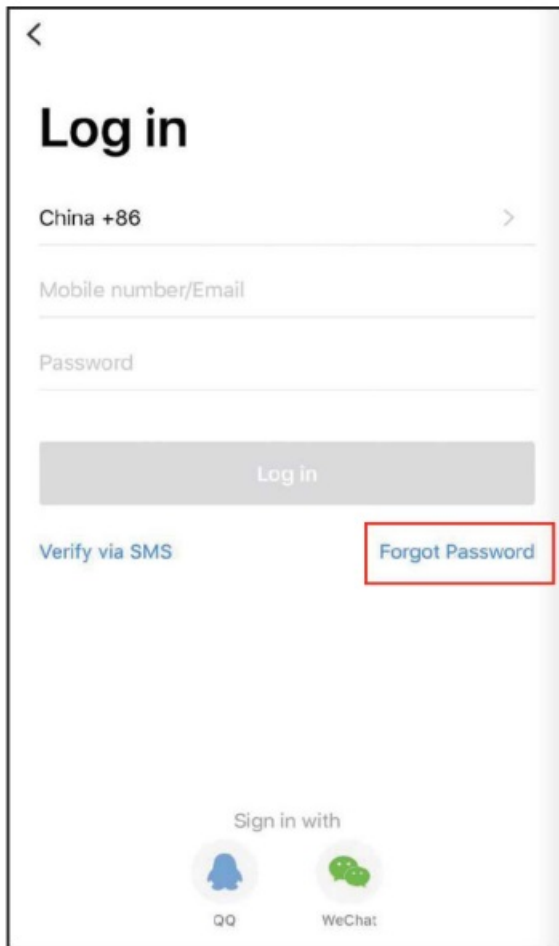 Log in
China +86
Mobile number/Email
Password
Log in
Verify via SMS Forgot Password
Sign in with
QQ WeChat